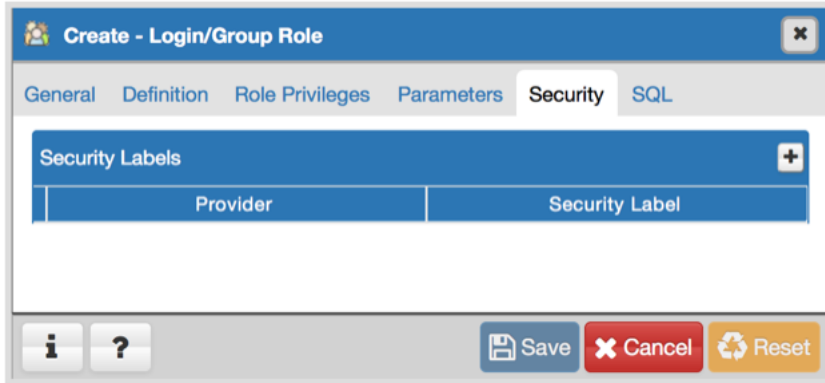 Create - Login/Group Role
General Definition Role Privileges Parameters Security SQL
Security Labels
Provider Security Label
i ? Save Cancel Reset